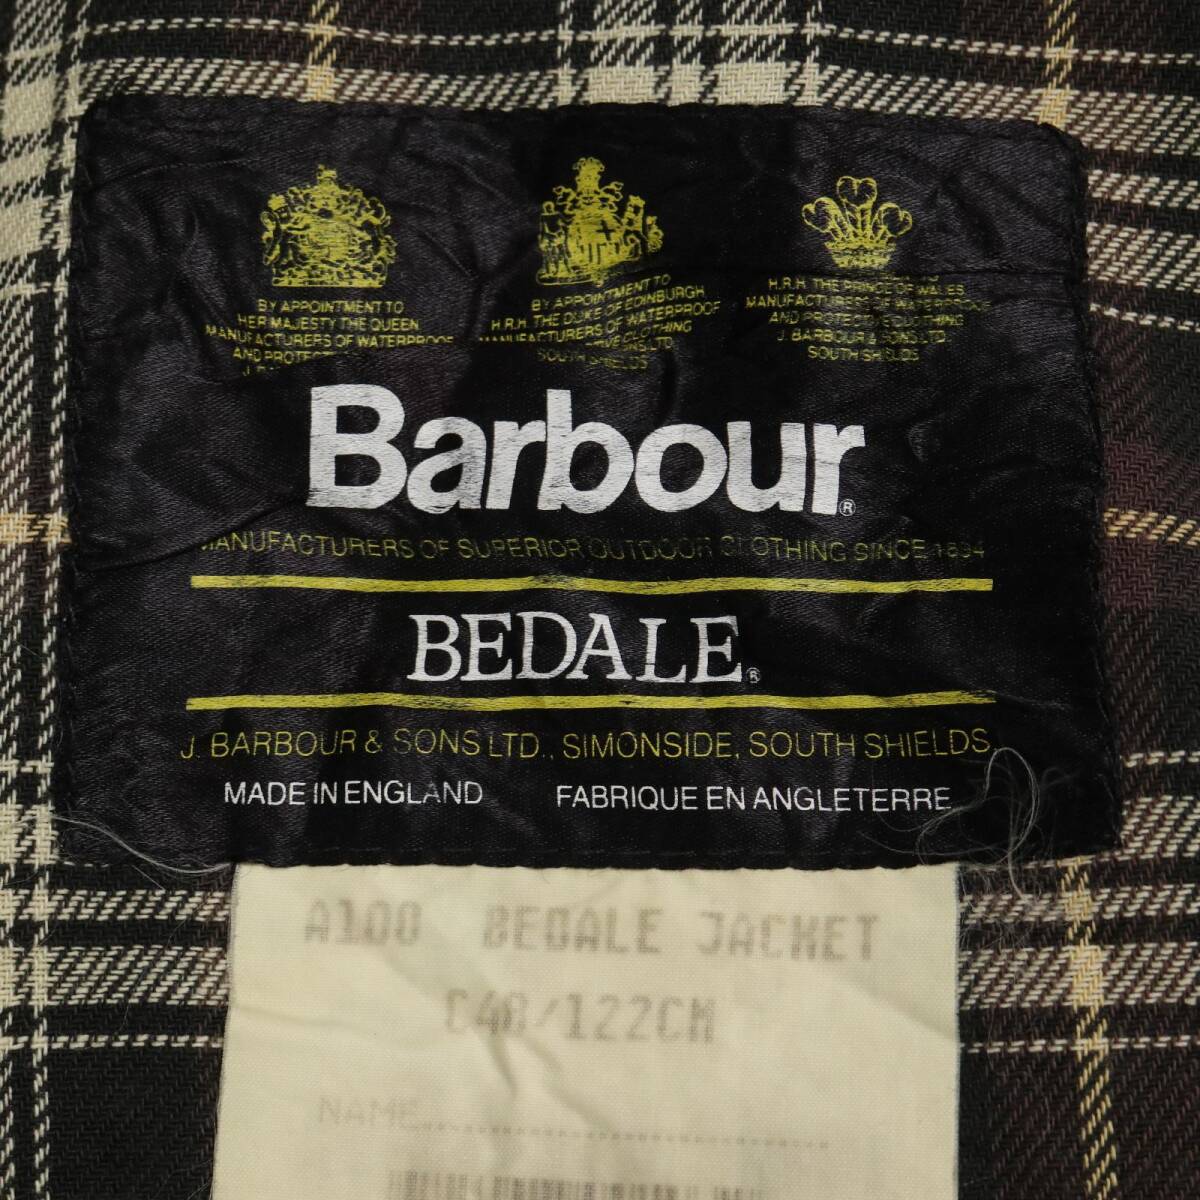 BY APPOINTMENT TO
HER MAJESTY THE QUEEN
MANUFACTURERS OF WATERPROOF
AND
BY APPOINTMENT TO
H.R.H. THE DUKE OF EDINBURGH
MANUFACTURERS OF WATERPROOF
CLOTHING
LTD
SOUTH SHIELDS
H.R.H. THE PRINCE OF WALES
MANUFACTURERS OF WATERPROOF
AND PROTECTIVE CLOTHING
J. BARBOUR & SONS LTD.
SOUTH SHIELDS
Barbour®
MANUFACTURERS OF SUPERIOR OUTDOOR CLOTHING SINCE 1894
BEDALE®
J. BARBOUR & SONS LTD., SIMONSIDE, SOUTH SHIELDS.
MADE IN ENGLAND FABRIQUE EN ANGLETERRE
A100 BEDALE JACKET
C48/122CM
NAME